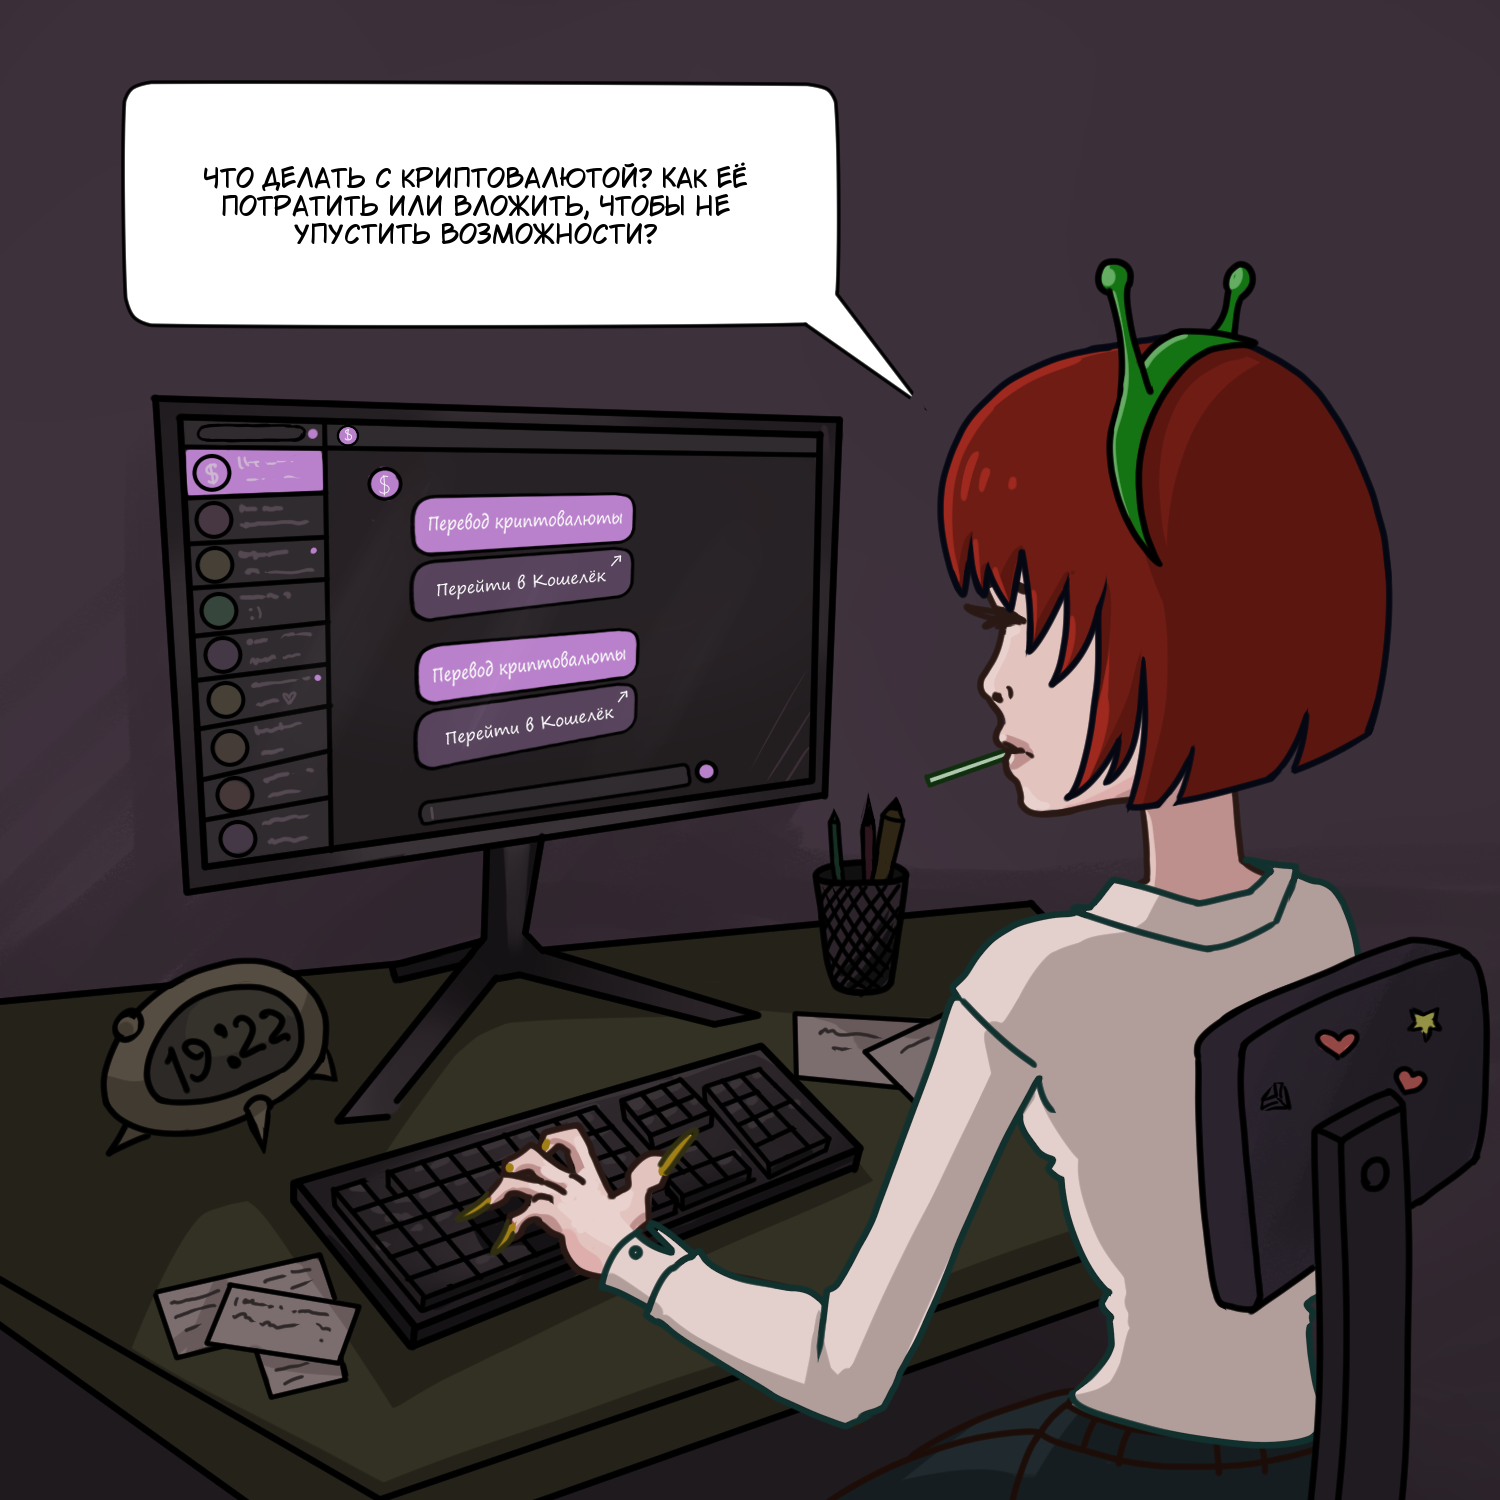 ЧТО ДЕЛАТЬ С КРИПТОВАЛЮТОЙ? КАК ЕЁ
ПОТРАТИТЬ ИЛИ ВЛОЖИТЬ, ЧТОБЫ НЕ
УПУСТИТЬ ВОЗМОЖНОСТИ?
$
$
$
Перевод криптовалюты
Перейти в Кошелёк
:)
Перевод криптовалюты
Перейти в Кошелёк
19:22